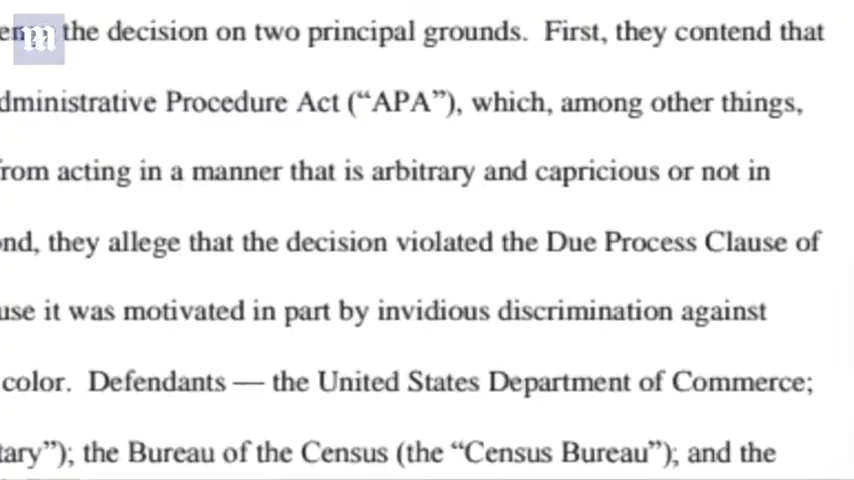 the decision on two principal grounds. First, they contend that
dministrative Procedure Act (“APA”), which, among other things,
rom acting in a manner that is arbitrary and capricious or not in
nd, they allege that the decision violated the Due Process Clause of
use it was motivated in part by invidious discrimination against
color. Defendants — the United States Department of Commerce;
tary”); the Bureau of the Census (the “Census Bureau”); and the